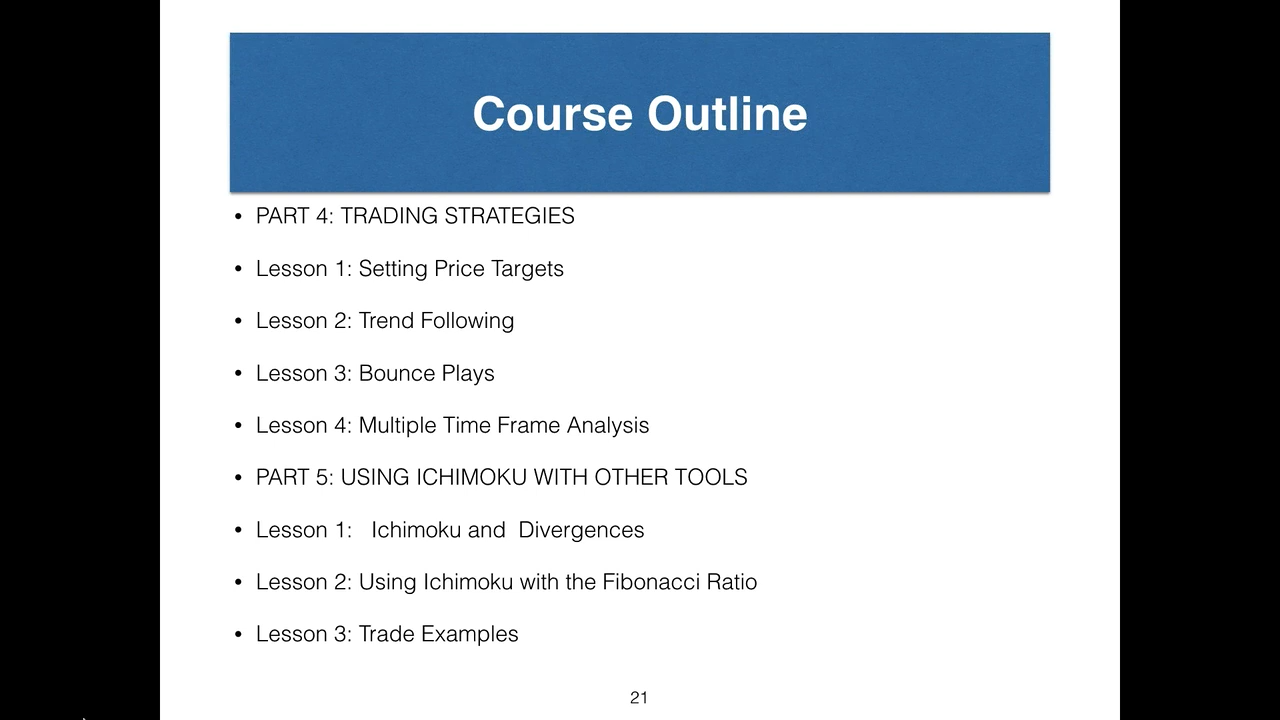 Course Outline
• PART 4: TRADING STRATEGIES
• Lesson 1: Setting Price Targets
• Lesson 2: Trend Following
• Lesson 3: Bounce Plays
• Lesson 4: Multiple Time Frame Analysis
• PART 5: USING ICHIMOKU WITH OTHER TOOLS
• Lesson 1:   Ichimoku and  Divergences
• Lesson 2: Using Ichimoku with the Fibonacci Ratio
• Lesson 3: Trade Examples
21